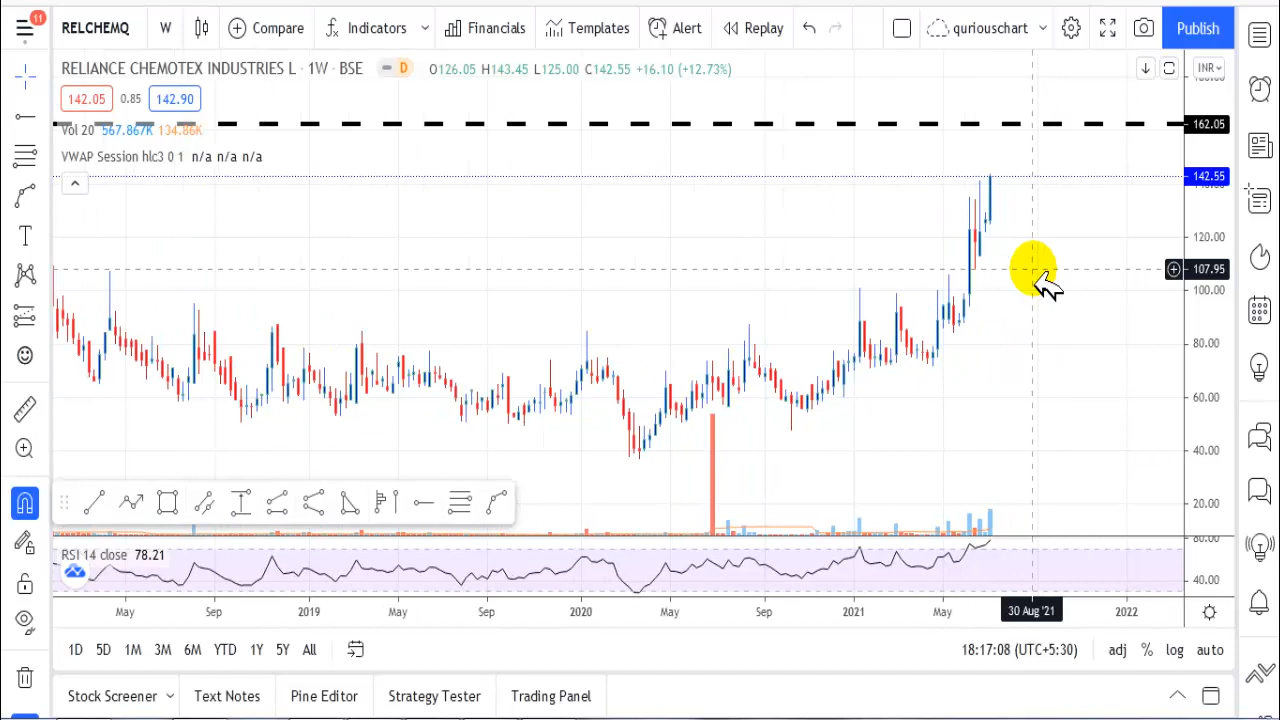 11
RELCHEMQ W Compare Indicators Financials Templates Alert Replay quriouschart Publish
RELIANCE CHEMOTEX INDUSTRIES L · 1W · BSE D O126.05 H143.45 L125.00 C142.55 +16.10 (+12.73%) INR
142.05 0.85 142.90
Vol 20 567.867K 134.86K
VWAP Session hlc3 0 1 n/a n/a n/a
162.05
142.55
120.00
107.95
100.00
80.00
60.00
40.00
20.00
RSI 14 close 78.21
40.00
May Sep 2019 May Sep 2020 May Sep 2021 May 30 Aug '21 2022
1D 5D 1M 3M 6M YTD 1Y 5Y All 18:17:08 (UTC+5:30) adj % log auto
Stock Screener Text Notes Pine Editor Strategy Tester Trading Panel